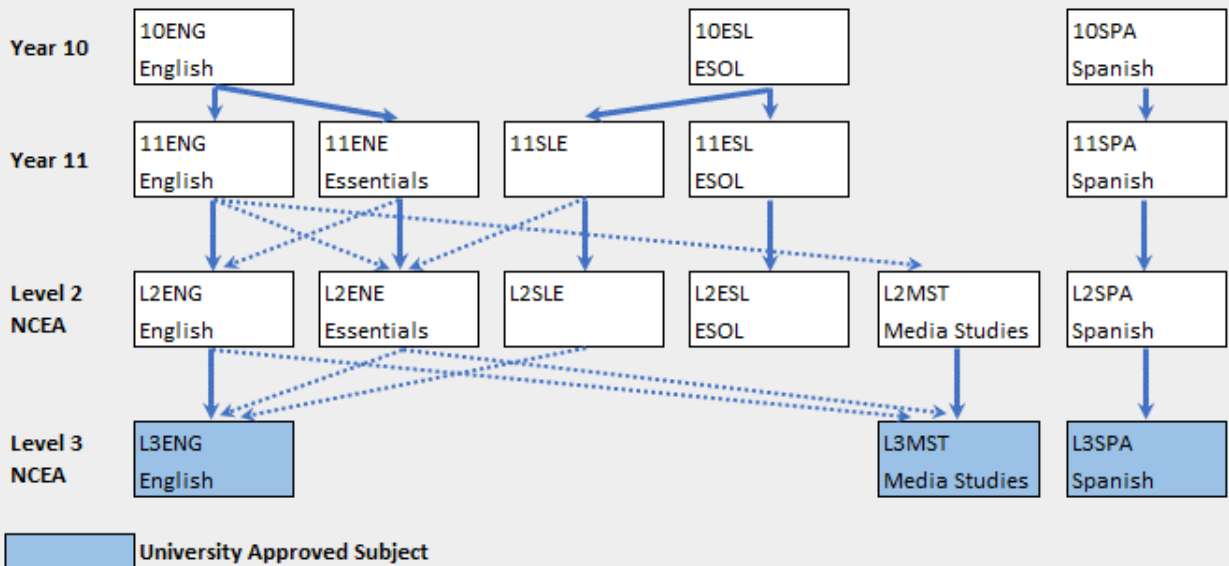 Year 10
10ENG
English
10ESL
ESOL
10SPA
Spanish
Year 11
11ENG
English
11ENE
Essentials
11SLE
11ESL
ESOL
11SPA
Spanish
Level 2
NCEA
L2ENG
English
L2ENE
Essentials
L2SLE
L2ESL
ESOL
L2MST
Media Studies
L2SPA
Spanish
Level 3
NCEA
L3ENG
English
L3MST
Media Studies
L3SPA
Spanish
University Approved Subject